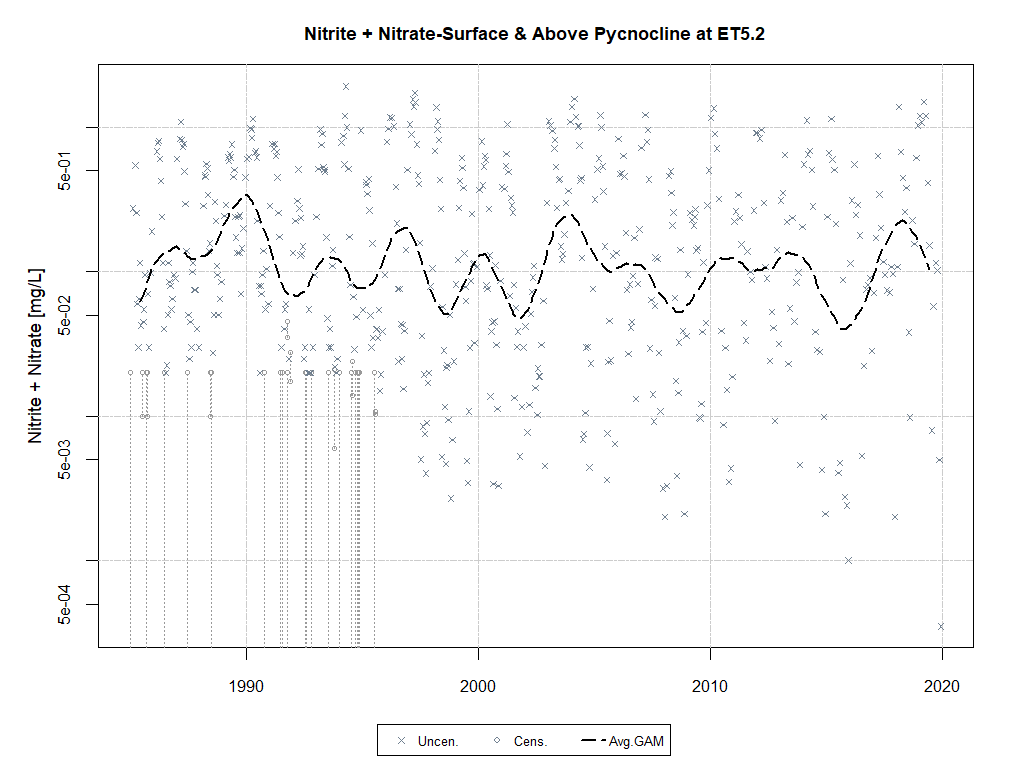 Nitrite + Nitrate-Surface & Above Pycnocline at ET5.2
Nitrite + Nitrate [mg/L]
5e-01
5e-02
5e-03
5e-04
1990 2000 2010 2020
Uncen. Cens. Avg.GAM